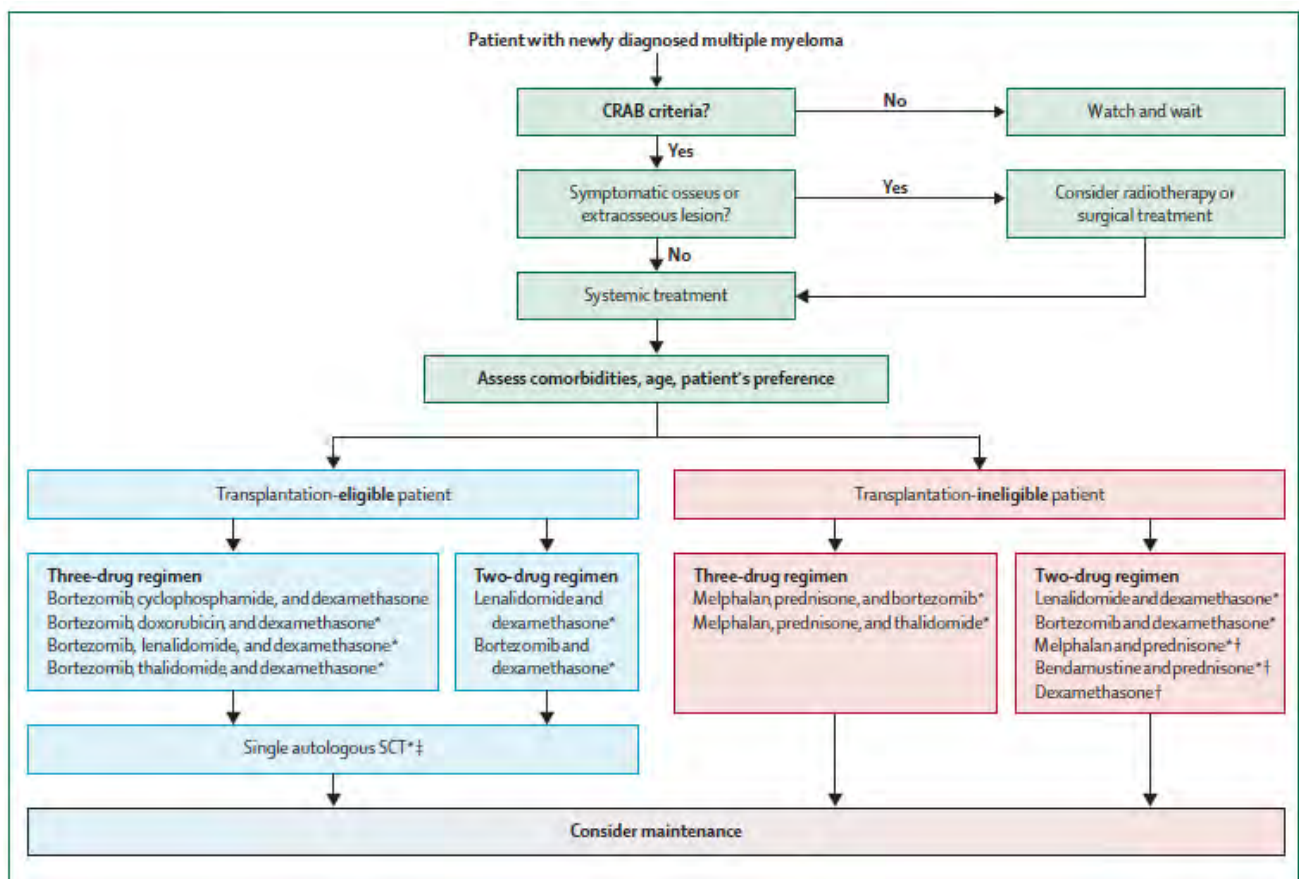 Patient with newly diagnosed multiple myeloma
CRAB criteria?
No
Watch and wait
Yes
Symptomatic osseus or
extraosseous lesion?
Yes
Consider radiotherapy or
surgical treatment
No
Systemic treatment
Assess comorbidities, age, patient's preference
Transplantation-eligible patient
Transplantation-ineligible patient
Three-drug regimen
Bortezomib, cyclophosphamide, and dexamethasone
Bortezomib, doxorubicin, and dexamethasone*
Bortezomib, lenalidomide, and dexamethasone*
Bortezomib, thalidomide, and dexamethasone*
Two-drug regimen
Lenalidomide and
dexamethasone*
Bortezomib and
dexamethasone*
Three-drug regimen
Melphalan, prednisone, and bortezomib*
Melphalan, prednisone, and thalidomide*
Two-drug regimen
Lenalidomide and dexamethasone*
Bortezomib and dexamethasone*
Melphalan and prednisone*†
Bendamustine and prednisone*†
Dexamethasone†
Single autologous SCT*‡
Consider maintenance